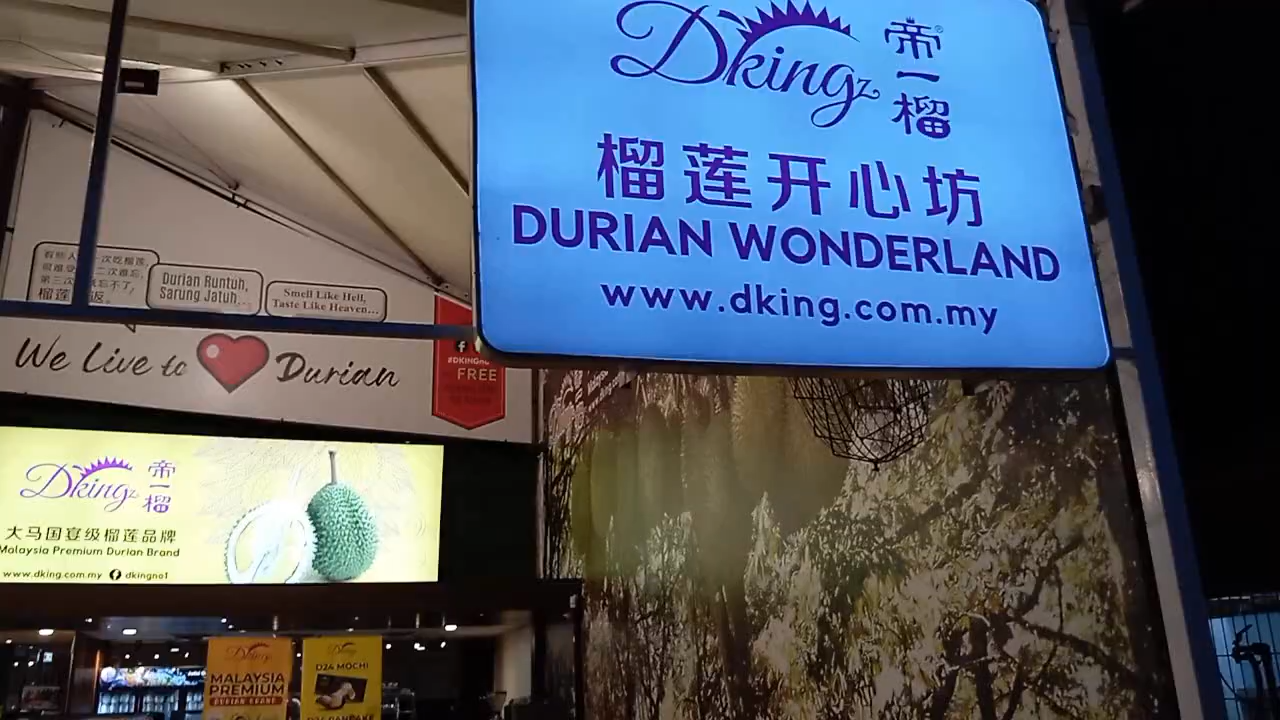 Dkingz
帝一榴
榴莲开心坊
DURIAN WONDERLAND
www.dking.com.my
Durian Runtuh,
Sarung Jatuh...
Smell Like Hell,
Taste Like Heaven...
We Live to
Durian
FREE
Dkingz
帝一榴
大马国宴级榴莲品牌
Malaysia Premium Durian Brand
www.dking.com.my
dkingno1
MALAYSIA
PREMIUM
D24 MOCHI
D24 PANCAKE